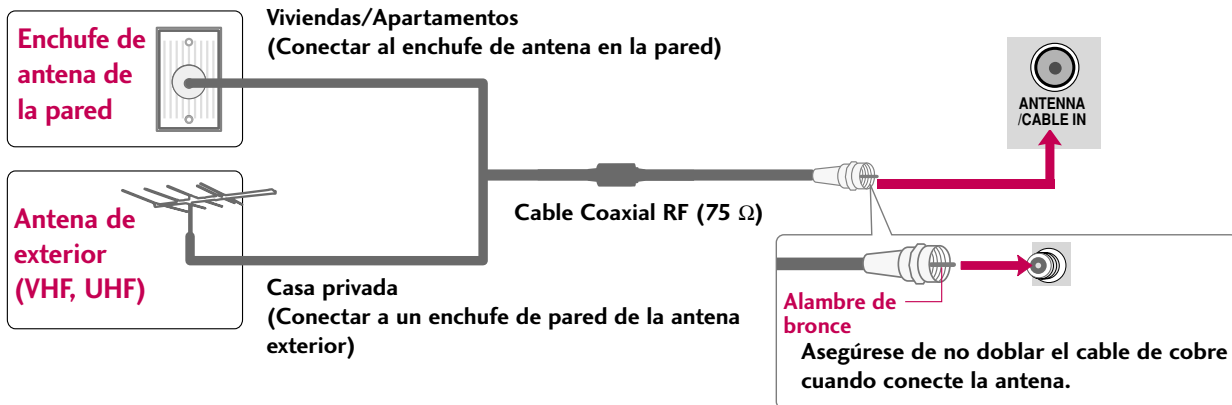 Enchufe de
antena de
la pared
Viviendas/Apartamentos
(Conectar al enchufe de antena en la pared)
ANTENNA
/CABLE IN
Antena de
exterior
(VHF, UHF)
Cable Coaxial RF (75 Ω)
Casa privada
(Conectar a un enchufe de pared de la antena
exterior)
Alambre de
bronce
Asegúrese de no doblar el cable de cobre
cuando conecte la antena.